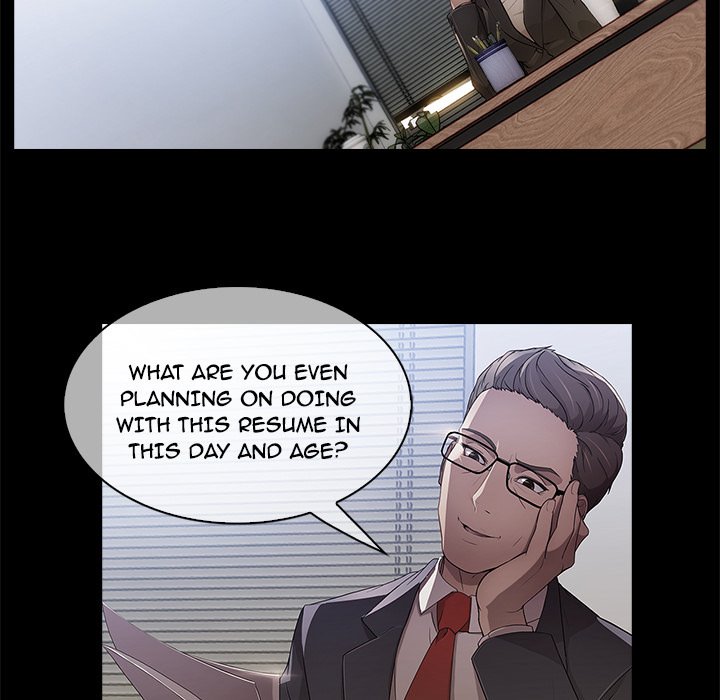 WHAT ARE YOU EVEN
PLANNING ON DOING
WITH THIS RESUME IN
THIS DAY AND AGE?